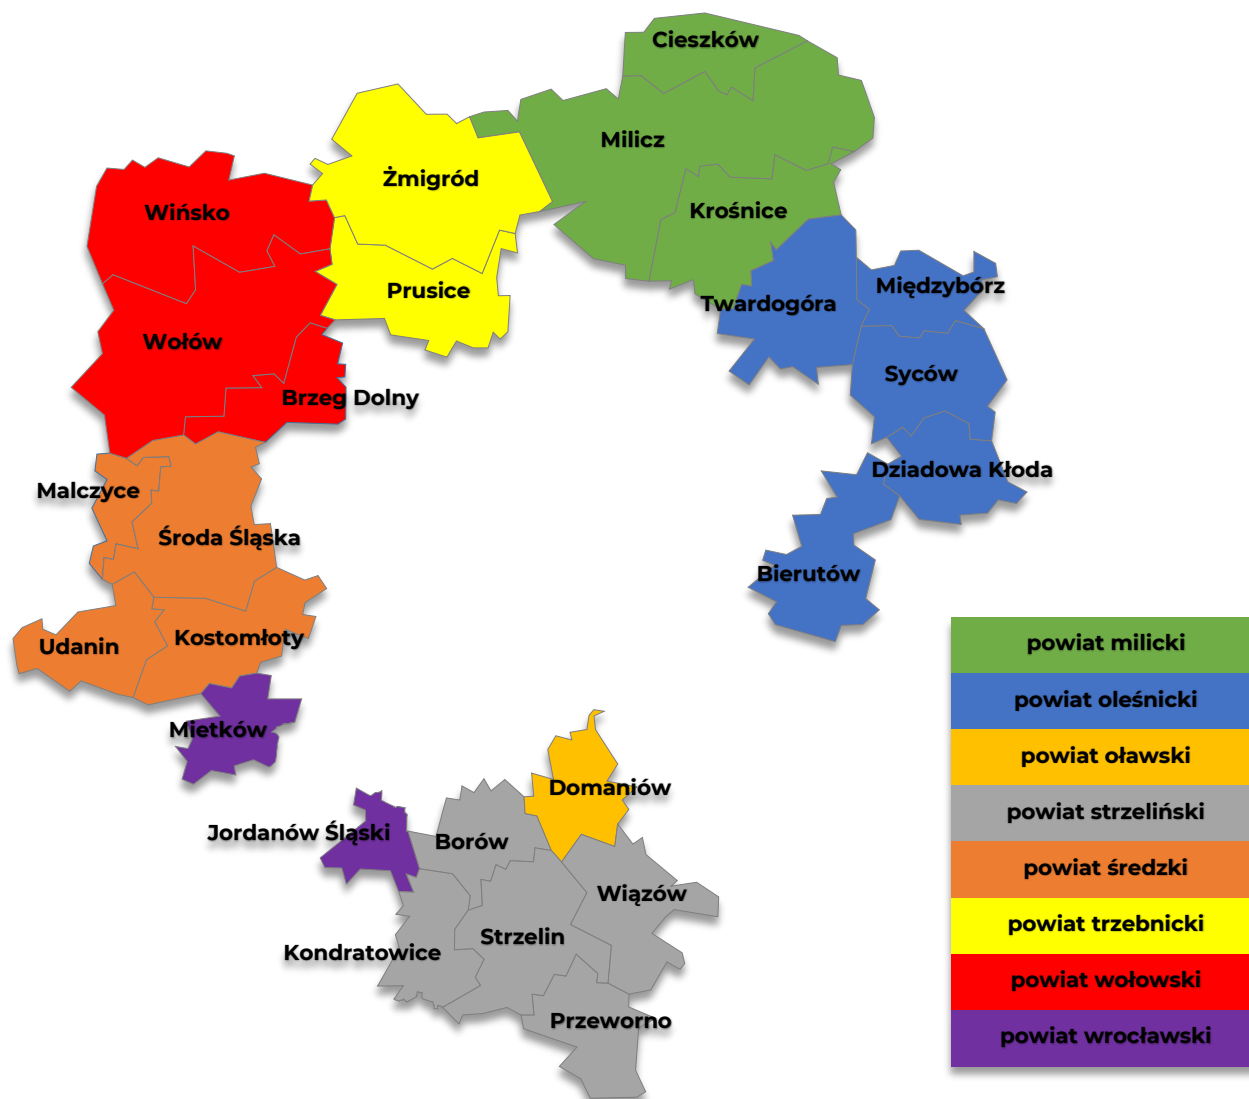 Cieszków
Milicz
Żmigród
Krośnice
Wińsko
Międzybórz
Prusice
Twardogóra
Wołów
Syców
Brzeg Dolny
Dziadowa Kłoda
Malczyce
Środa Śląska
Bierutów
Udanin
Kostomłoty
Mietków
Domaniów
Jordanów Śląski
Borów
Wiązów
Strzelin
Kondratowice
Przeworno
powiat milicki
powiat oleśnicki
powiat oławski
powiat strzeliński
powiat średzki
powiat trzebnicki
powiat wołowski
powiat wrocławski